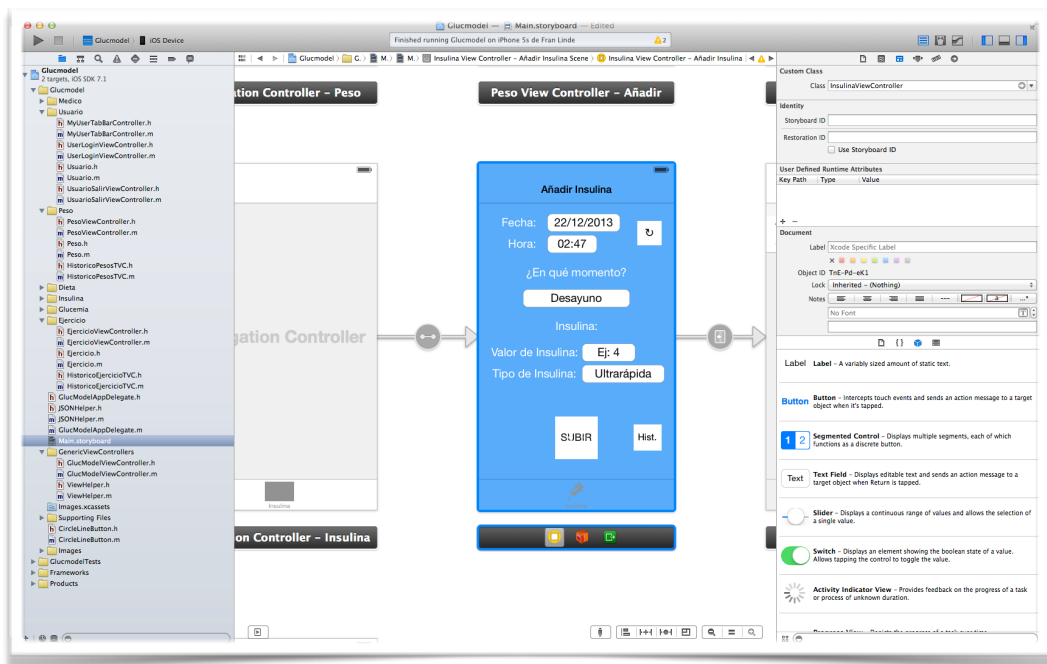 Glucmodel — Main.storyboard — Edited
Glucmodel iOS Device
Finished running Glucmodel on iPhone 5s de Fran Linde
2
Glucmodel
2 targets, iOS SDK 7.1
Glucmodel
Medico
Usuario
MyUserTabBarController.h
MyUserTabBarController.m
UserLoginViewController.h
UserLoginViewController.m
Usuario.h
Usuario.m
UsuarioSalirViewController.h
UsuarioSalirViewController.m
Peso
PesoViewController.h
PesoViewController.m
Peso.h
Peso.m
HistoricoPesosTVC.h
HistoricoPesosTVC.m
Dieta
Insulina
Glucemia
Ejercicio
EjercicioViewController.h
EjercicioViewController.m
Ejercicio.h
Ejercicio.m
HistoricoEjercicioTVC.h
HistoricoEjercicioTVC.m
GlucModelAppDelegate.h
JSONHelper.h
JSONHelper.m
GlucModelAppDelegate.m
Main.storyboard
GenericViewControllers
GlucModelViewController.h
GlucModelViewController.m
ViewHelper.h
ViewHelper.m
Images.xcassets
Supporting Files
CircleLineButton.h
CircleLineButton.m
Images
GlucmodelTests
Frameworks
Products
Glucmodel G.) M.) M.) Insulina View Controller – Añadir Insulina Scene Insulina View Controller – Añadir Insulina
ation Controller – Peso
Peso View Controller – Añadir
Añadir Insulina
Fecha: 22/12/2013
Hora: 02:47
¿En qué momento?
Desayuno
Insulina:
Valor de Insulina: Ej: 4
Tipo de Insulina: Ultrarápida
SUBIR
Hist.
igation Controller
Insulina
on Controller – Insulina
Custom Class
Class InsulinaViewController
Identity
Storyboard ID
Restoration ID
Use Storyboard ID
User Defined Runtime Attributes
Key Path Type Value
Document
Label Xcode Specific Label
Object ID TnE-Pd-eK1
Lock Inherited – (Nothing)
Notes
No Font
Label Label – A variably sized amount of static text.
Button Button – Intercepts touch events and sends an action message to a target
object when it's tapped.
1 2 Segmented Control – Displays multiple segments, each of which
functions as a discrete button.
Text Text Field – Displays editable text and sends an action message to a
target object when Return is tapped.
Slider – Displays a continuous range of values and allows the selection of
a single value.
Switch – Displays an element showing the boolean state of a value.
Allows tapping the control to toggle the value.
Activity Indicator View – Provides feedback on the progress of a task
or process of unknown duration.